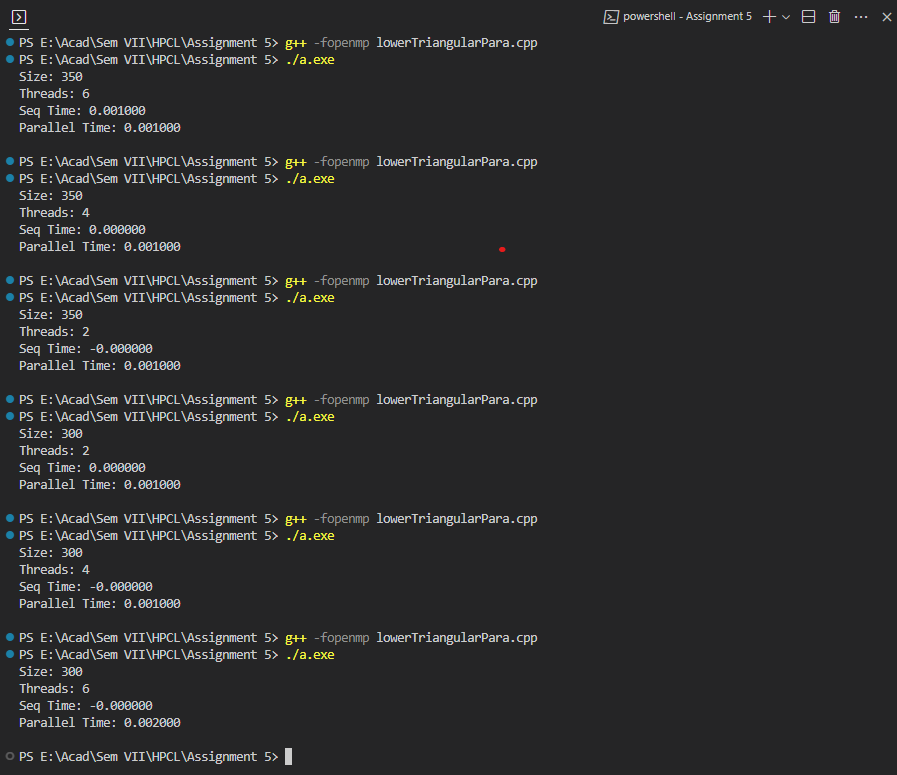 powershell - Assignment 5
PS E:\Acad\Sem VII\HPCL\Assignment 5> g++ -fopenmp lowerTriangularPara.cpp
PS E:\Acad\Sem VII\HPCL\Assignment 5> ./a.exe
Size: 350
Threads: 6
Seq Time: 0.001000
Parallel Time: 0.001000
PS E:\Acad\Sem VII\HPCL\Assignment 5> g++ -fopenmp lowerTriangularPara.cpp
PS E:\Acad\Sem VII\HPCL\Assignment 5> ./a.exe
Size: 350
Threads: 4
Seq Time: 0.000000
Parallel Time: 0.001000
PS E:\Acad\Sem VII\HPCL\Assignment 5> g++ -fopenmp lowerTriangularPara.cpp
PS E:\Acad\Sem VII\HPCL\Assignment 5> ./a.exe
Size: 350
Threads: 2
Seq Time: -0.000000
Parallel Time: 0.001000
PS E:\Acad\Sem VII\HPCL\Assignment 5> g++ -fopenmp lowerTriangularPara.cpp
PS E:\Acad\Sem VII\HPCL\Assignment 5> ./a.exe
Size: 300
Threads: 2
Seq Time: 0.000000
Parallel Time: 0.001000
PS E:\Acad\Sem VII\HPCL\Assignment 5> g++ -fopenmp lowerTriangularPara.cpp
PS E:\Acad\Sem VII\HPCL\Assignment 5> ./a.exe
Size: 300
Threads: 4
Seq Time: -0.000000
Parallel Time: 0.001000
PS E:\Acad\Sem VII\HPCL\Assignment 5> g++ -fopenmp lowerTriangularPara.cpp
PS E:\Acad\Sem VII\HPCL\Assignment 5> ./a.exe
Size: 300
Threads: 6
Seq Time: -0.000000
Parallel Time: 0.002000
PS E:\Acad\Sem VII\HPCL\Assignment 5>